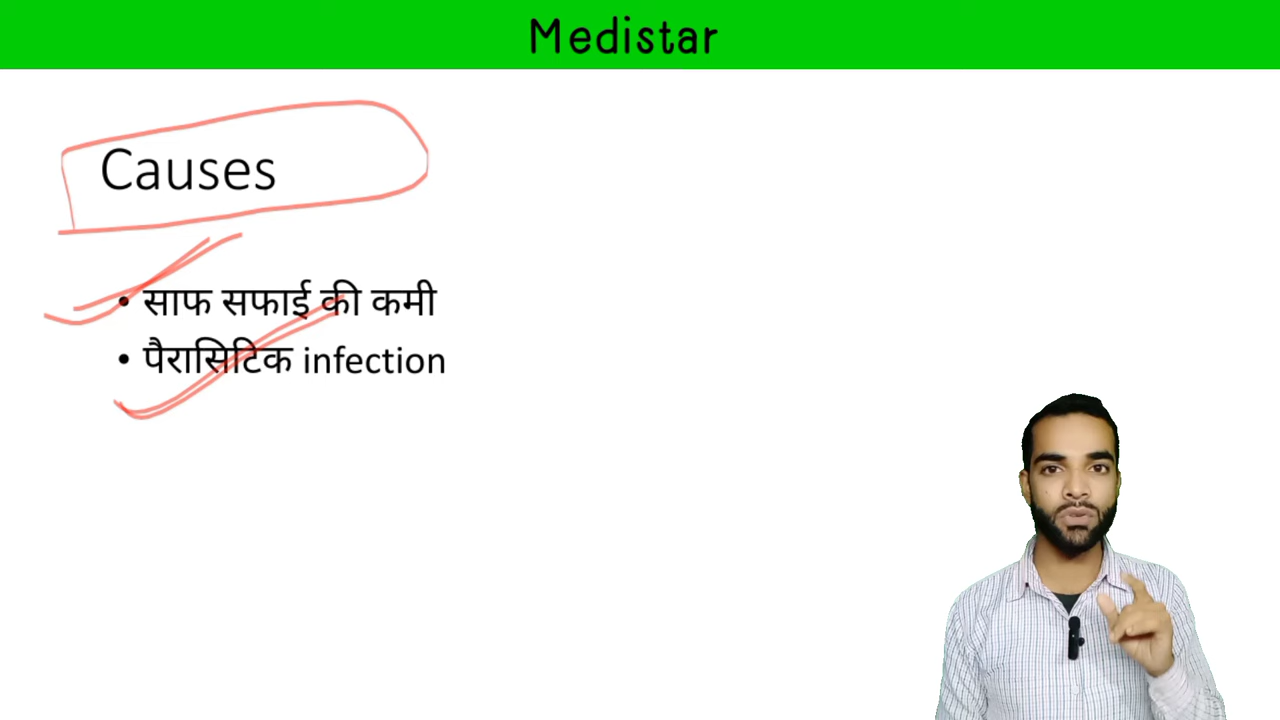 Medistar
Causes
• साफ सफाई की कमी
• पैरासिटिक infection